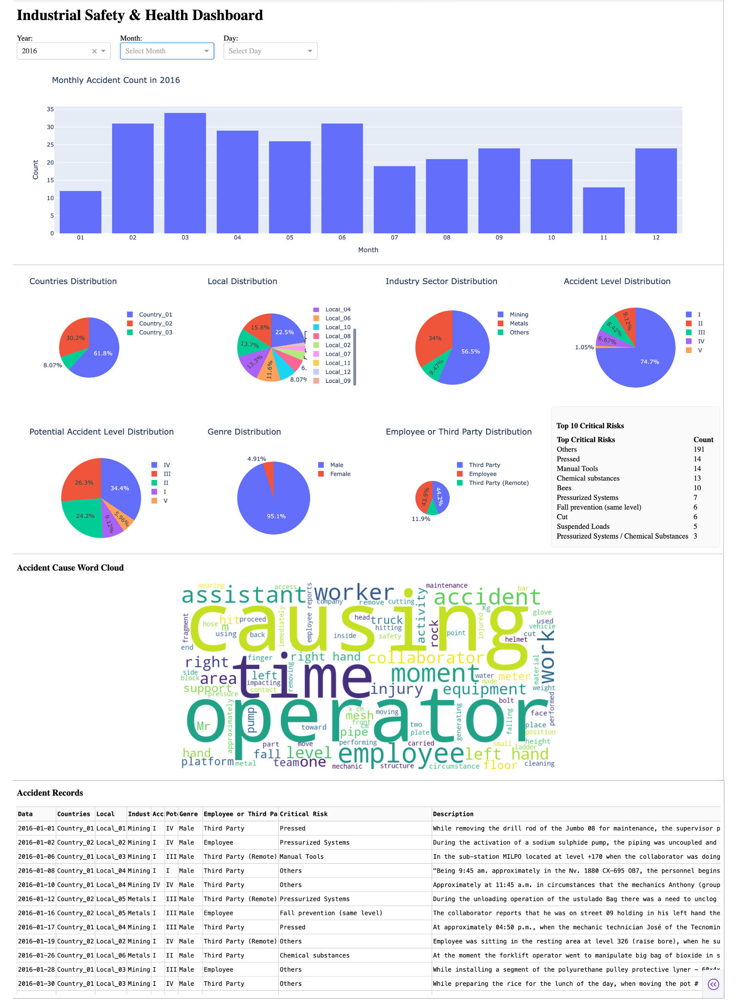 Industrial Safety & Health Dashboard
Year:
Month:
Day:
2016
Select Month
Select Day
Monthly Accident Count in 2016
Count
35
30
25
20
15
10
5
0
01 02 03 04 05 06 07 08 09 10 11 12
Month
Countries Distribution
61.8%
30.2%
8.07%
Country_01
Country_02
Country_03
Local Distribution
22.5%
15.8%
13.7%
13.3%
11.6%
8.07%
6.
Local_04
Local_06
Local_10
Local_08
Local_02
Local_07
Local_11
Local_12
Local_09
Industry Sector Distribution
56.5%
34%
9.47%
Mining
Metals
Others
Accident Level Distribution
74.7%
9.12%
8.42%
6.67%
1.05%
I
II
III
IV
V
Potential Accident Level Distribution
34.4%
26.3%
24.2%
9.12%
5.96%
IV
III
II
I
V
Genre Distribution
4.91%
95.1%
Male
Female
Employee or Third Party Distribution
44.2%
43.9%
11.9%
Third Party
Employee
Third Party (Remote)
Top 10 Critical Risks
Top Critical Risks Count
Others 191
Pressed 14
Manual Tools 14
Chemical substances 13
Bees 10
Pressurized Systems 7
Fall prevention (same level) 6
Cut 6
Suspended Loads 5
Pressurized Systems / Chemical Substances 3
Accident Cause Word Cloud
wearing
access
maintenance
bar
assistant
worker
accident
employee reports
company
remove
cutting
activity
causing
Kg
glove
fragment
hit
proceed
immediately
head
truck
injured
used
hose
m
hitting
rock
vehicle
using
back
inside
safety
point
cut
end
helmet
work
right
finger
right hand
collaborator
side
time
moment
water
meter
material
block
area
left
removing
made
impacting
support
contact
injury
equipment
weight
pressure
operator
bolt
performed
approximately
pump
x cm
mesh
moving
generating
falling
face
Mr
front
cm
toward
two
place
pipe
plate
position
part
move
performing
carried
small
height
hand
fall
level
employee
left hand
ladder
platform
metal
team
one
mechanic
structure
circumstance
floor
cleaning
Accident Records
Data Countries Local Indust Acc: Pot Genre Employee or Third Pa Critical Risk Description
2016-01-01 Country_01 Local_01 Mining I IV Male Third Party Pressed While removing the drill rod of the Jumbo 08 for maintenance, the supervisor p
2016-01-02 Country_02 Local_02 Mining I IV Male Employee Pressurized Systems During the activation of a sodium sulphide pump, the piping was uncoupled and
2016-01-06 Country_01 Local_03 Mining I III Male Third Party (Remote) Manual Tools In the sub-station MILPO located at level +170 when the collaborator was doing
2016-01-08 Country_01 Local_04 Mining I I Male Third Party Others "Being 9:45 am. approximately in the Nv. 1880 CX-695 OB7, the personnel begins
2016-01-10 Country_01 Local_04 Mining IV IV Male Third Party Others Approximately at 11:45 a.m. in circumstances that the mechanics Anthony (group
2016-01-12 Country_02 Local_05 Metals I III Male Third Party (Remote) Pressurized Systems During the unloading operation of the ustulado Bag there was a need to unclog
2016-01-16 Country_02 Local_05 Metals I III Male Employee Fall prevention (same level) The collaborator reports that he was on street 09 holding in his left hand the
2016-01-17 Country_01 Local_04 Mining I III Male Third Party Pressed At approximately 04:50 p.m., when the mechanic technician José of the Tecnomin
2016-01-19 Country_02 Local_02 Mining I IV Male Third Party (Remote) Others Employee was sitting in the resting area at level 326 (raise bore), when he su
2016-01-26 Country_01 Local_06 Metals I II Male Third Party Chemical substances At the moment the forklift operator went to manipulate big bag of bioxide in s
2016-01-28 Country_01 Local_03 Mining I III Male Employee Others While installing a segment of the polyurethane pulley protective lyner - 60x4x
2016-01-30 Country_01 Local_03 Mining I IV Male Third Party Others While preparing the rice for the lunch of the day, when moving the pot #